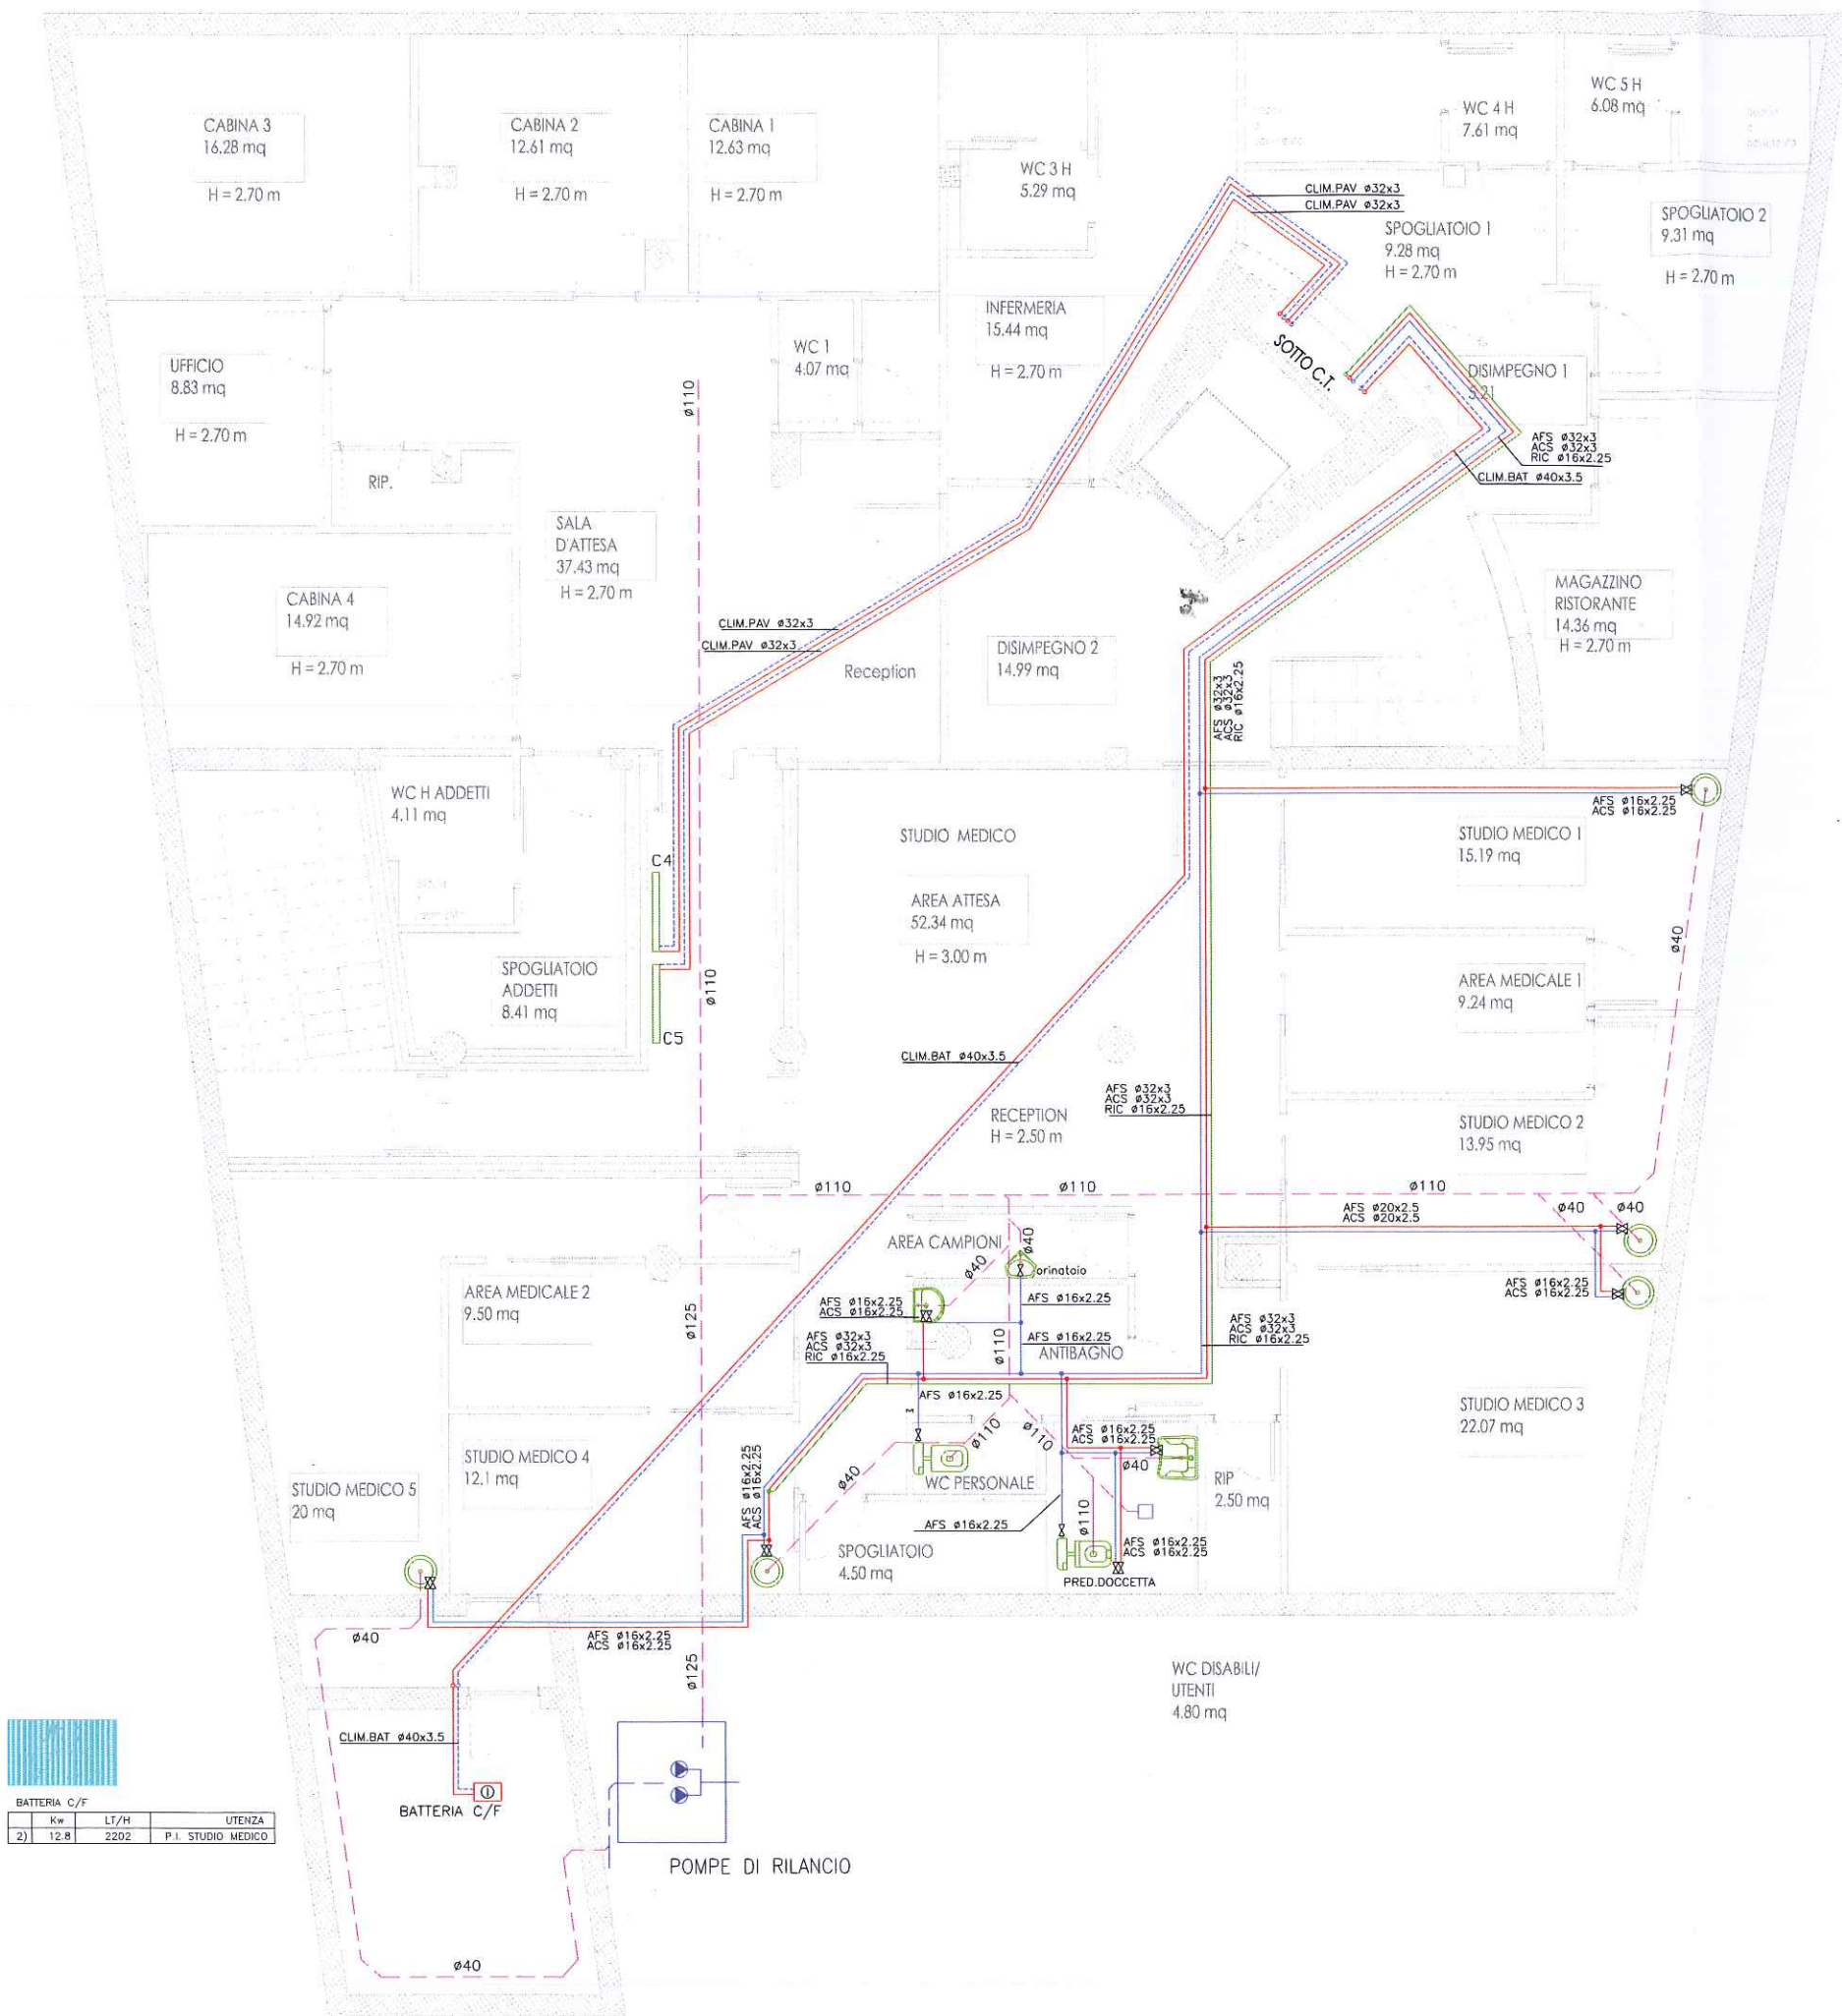 CABINA 3
16.28 mq
H = 2.70 m
CABINA 2
12.61 mq
H = 2.70 m
CABINA 1
12.63 mq
H = 2.70 m
WC 3 H
5.29 mq
WC 4 H
7.61 mq
WC 5 H
6.08 mq
CLIM.PAV ø32x3
CLIM.PAV ø32x3
SPOGLIATOIO 1
9.28 mq
H = 2.70 m
SPOGLIATOIO 2
9.31 mq
H = 2.70 m
UFFICIO
8.83 mq
H = 2.70 m
WC 1
4.07 mq
INFERMERIA
15.44 mq
H = 2.70 m
SOTTO C.T.
DISIMPEGNO 1
5.21
ø110
RIP.
AFS ø32x3
ACS ø32x3
RIC ø16x2.25
CLIM.BAT ø40x3.5
SALA
D'ATTESA
37.43 mq
H = 2.70 m
CABINA 4
14.92 mq
H = 2.70 m
MAGAZZINO
RISTORANTE
14.36 mq
H = 2.70 m
CLIM.PAV ø32x3
CLIM.PAV ø32x3
Reception
DISIMPEGNO 2
14.99 mq
AFS ø32x3
ACS ø32x3
RIC ø16x2.25
WC H ADDETTI
4.11 mq
C4
STUDIO MEDICO
AFS ø16x2.25
ACS ø16x2.25
STUDIO MEDICO 1
15.19 mq
AREA ATTESA
52.34 mq
H = 3.00 m
ø40
SPOGLIATOIO
ADDETTI
8.41 mq
ø110
C5
AREA MEDICALE 1
9.24 mq
CLIM.BAT ø40x3.5
AFS ø32x3
ACS ø32x3
RIC ø16x2.25
RECEPTION
H = 2.50 m
STUDIO MEDICO 2
13.95 mq
ø110
ø110
ø110
AFS ø20x2.5
ACS ø20x2.5
ø40
ø40
AREA CAMPIONI
ø40
ø40
orinatoio
AREA MEDICALE 2
9.50 mq
AFS ø16x2.25
ACS ø16x2.25
AFS ø16x2.25
AFS ø16x2.25
ACS ø16x2.25
ø125
AFS ø32x3
ACS ø32x3
RIC ø16x2.25
ø110
AFS ø16x2.25
ANTIBAGNO
AFS ø32x3
ACS ø32x3
RIC ø16x2.25
AFS ø16x2.25
STUDIO MEDICO 3
22.07 mq
ø110
ø110
AFS ø16x2.25
ACS ø16x2.25
ø40
STUDIO MEDICO 4
12.1 mq
STUDIO MEDICO 5
20 mq
AFS ø16x2.25
ACS ø16x2.25
ø40
WC PERSONALE
RIP
2.50 mq
ø110
AFS ø16x2.25
SPOGLIATOIO
4.50 mq
AFS ø16x2.25
ACS ø16x2.25
PRED.DOCCETTA
ø40
AFS ø16x2.25
ACS ø16x2.25
ø125
WC DISABILI/
UTENTI
4.80 mq
CLIM.BAT ø40x3.5
BATTERIA C/F
BATTERIA C/F
Kw LT/H UTENZA
2) 12.8 2202 P.I. STUDIO MEDICO
POMPE DI RILANCIO
ø40